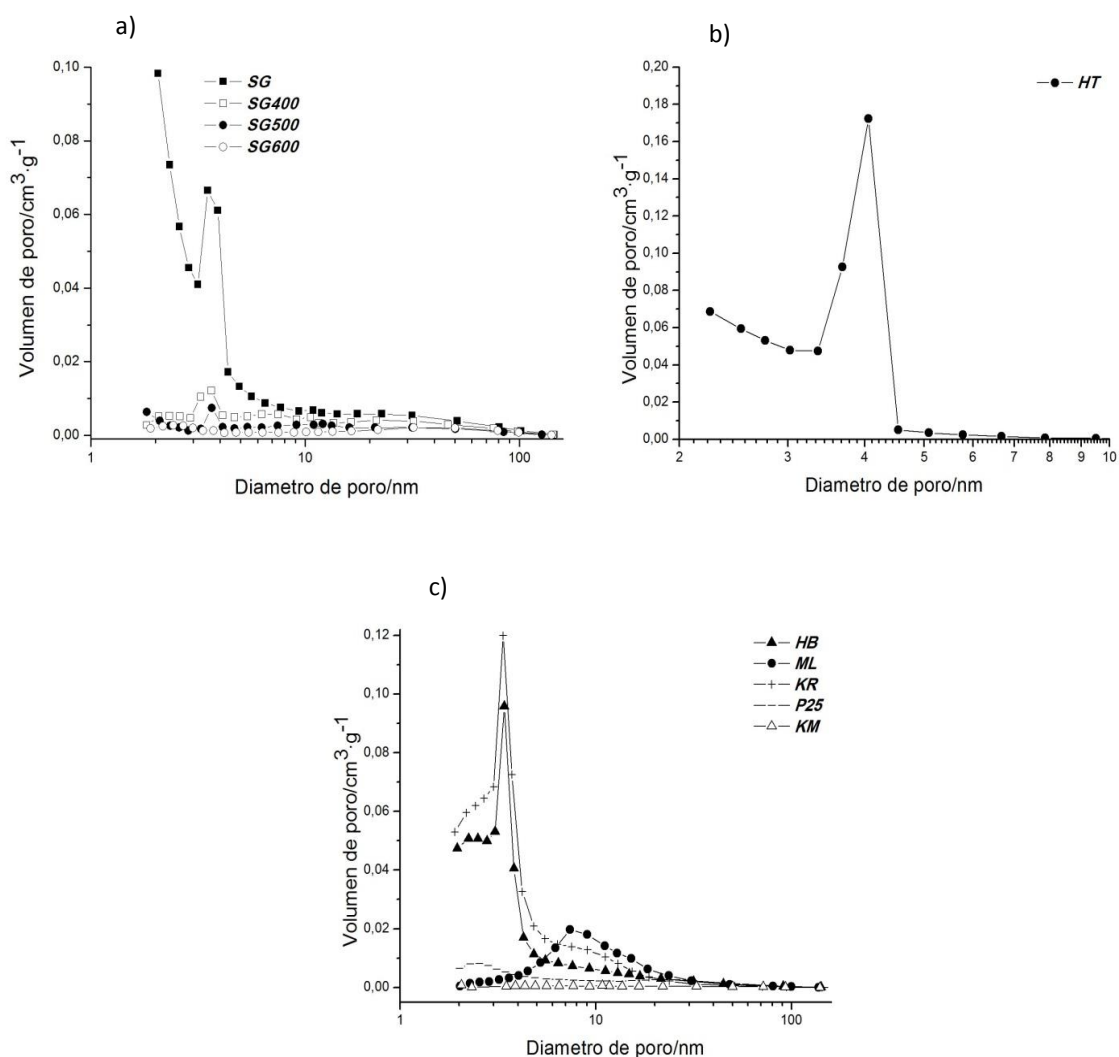 a)
0,10
0,08
0,06
0,04
0,02
0,00
Volumen de poro/cm³·g⁻¹
SG
SG400
SG500
SG600
1
10
100
Diametro de poro/nm
b)
0,20
0,18
0,16
0,14
0,12
0,10
0,08
0,06
0,04
0,02
0,00
Volumen de poro/cm³·g⁻¹
HT
2
3
4
5
6
7
8
9
10
Diametro de poro/nm
c)
0,12
0,10
0,08
0,06
0,04
0,02
0,00
Volumen de poro/cm³·g⁻¹
HB
ML
KR
P25
KM
1
10
100
Diametro de poro/nm